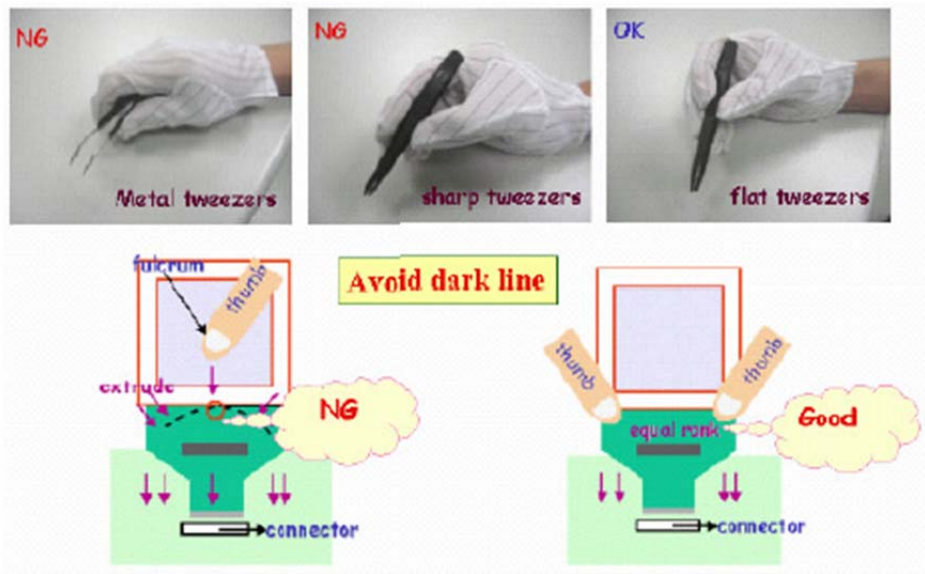 NG
Metal tweezers
NG
sharp tweezers
OK
flat tweezers
Avoid dark line
fulcrum
thumb
extrude
NG
connector
thumb
thumb
equal rank
Good
connector